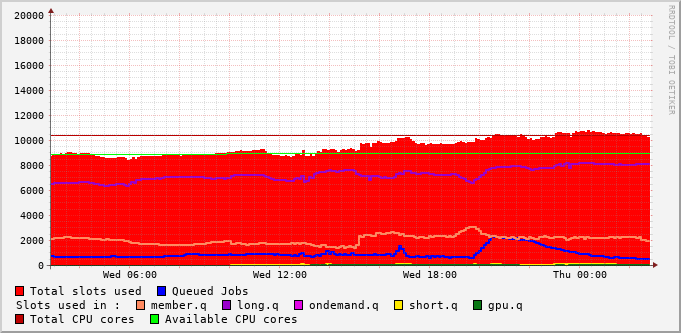 20000
18000
16000
14000
12000
10000
8000
6000
4000
2000
0
Wed 06:00 Wed 12:00 Wed 18:00 Thu 00:00
RRDTOOL / TOBI OETIKER
Total slots used Queued Jobs
Slots used in : member.q long.q ondemand.q short.q gpu.q
Total CPU cores Available CPU cores